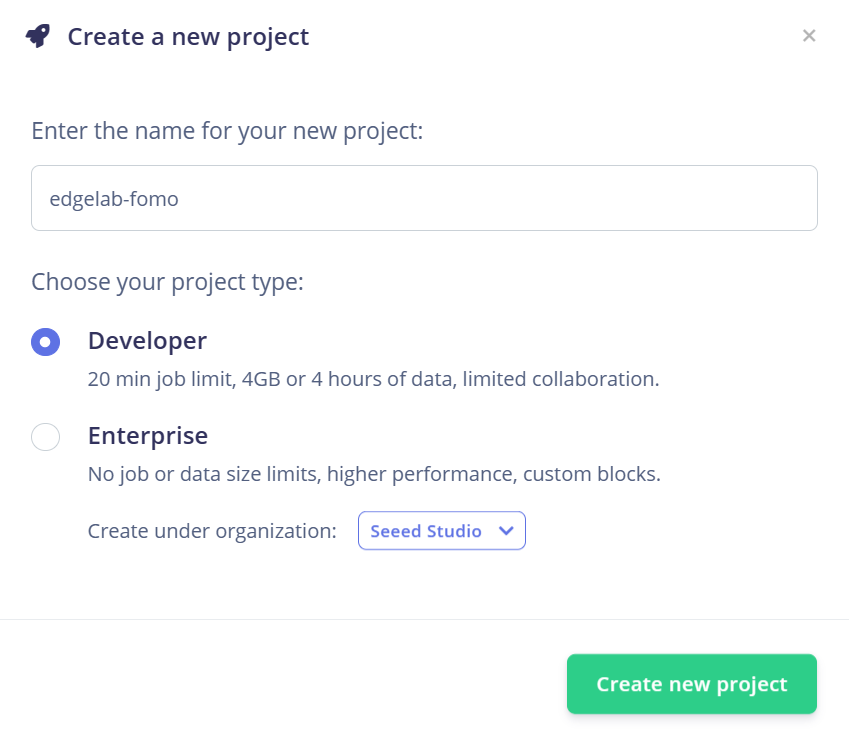 Create a new project
Enter the name for your new project:
edgelab-fomo
Choose your project type:
Developer
20 min job limit, 4GB or 4 hours of data, limited collaboration.
Enterprise
No job or data size limits, higher performance, custom blocks.
Create under organization: Seeed Studio
Create new project